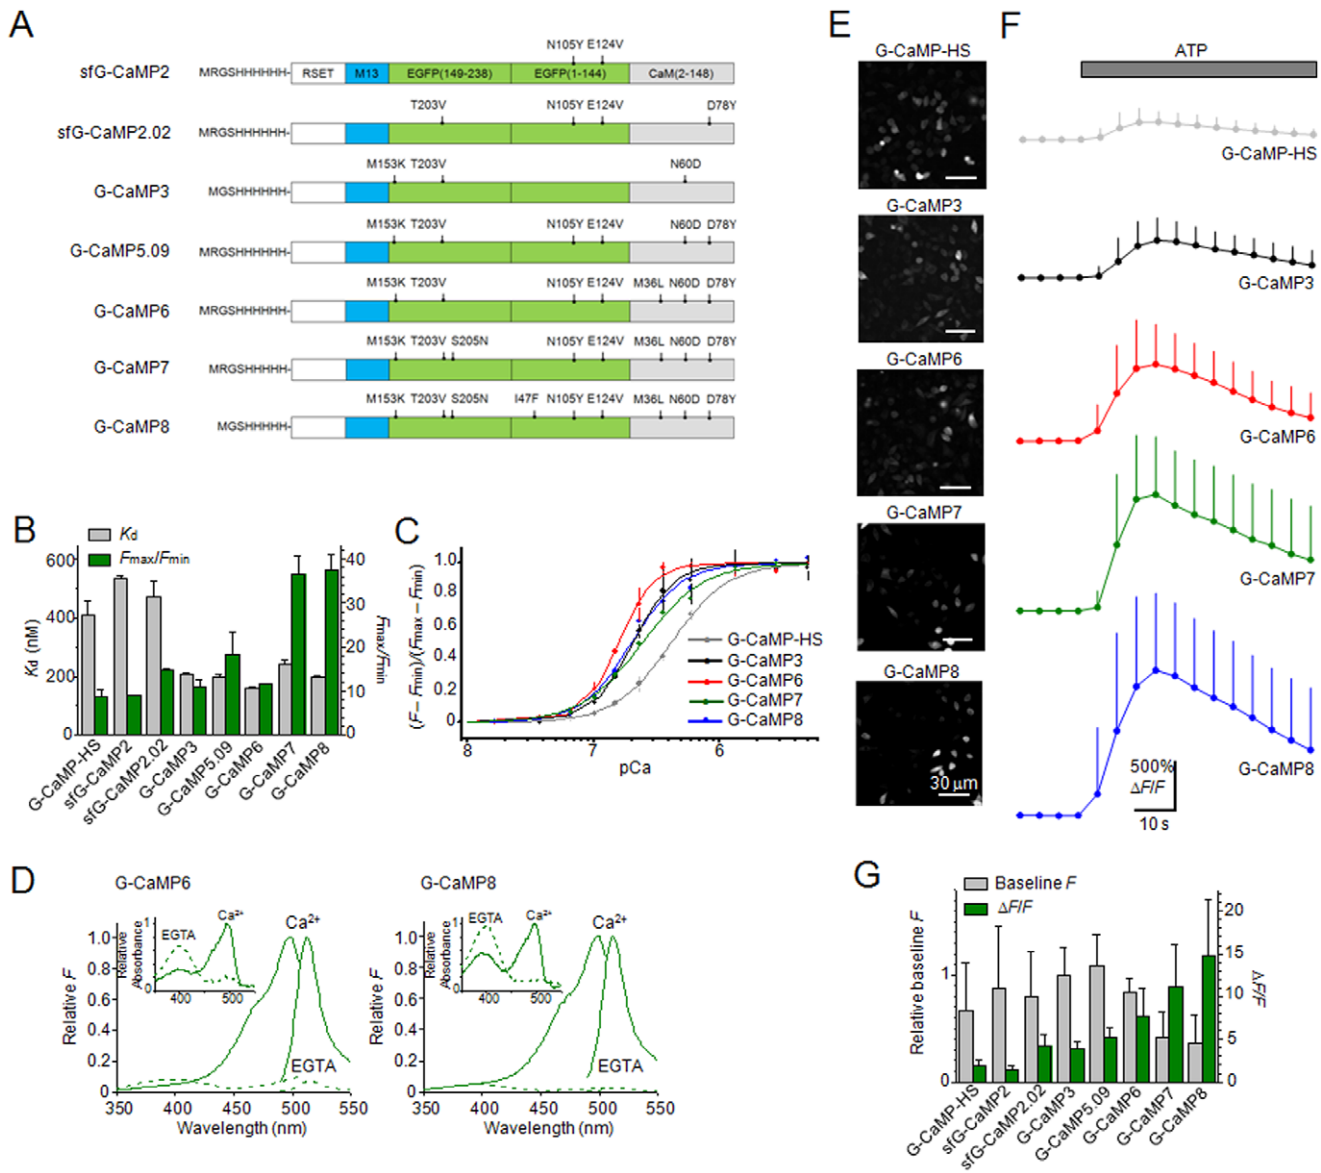 A
N105Y E124V
sfG-CaMP2 MRGSHHHHHH- RSET M13 EGFP(149-238) EGFP(1-144) CaM(2-148)
T203V N105Y E124V D78Y
sfG-CaMP2.02 MRGSHHHHHH-
M153K T203V N60D
G-CaMP3 MGSHHHHHH-
M153K T203V N105Y E124V N60D D78Y
G-CaMP5.09 MRGSHHHHHH-
M153K T203V N105Y E124V M36L N60D D78Y
G-CaMP6 MRGSHHHHHH-
M153K T203V S205N N105Y E124V M36L N60D D78Y
G-CaMP7 MRGSHHHHH-
M153K T203V S205N I47F N105Y E124V M36L N60D D78Y
G-CaMP8 MGSHHHHH-
B
Kd
Fmax/Fmin
600
400
200
0
Kd (nM)
40
30
20
10
0
Fmax/Fmin
G-CaMP-HS
sfG-CaMP2
sfG-CaMP2.02
G-CaMP3
G-CaMP5.09
G-CaMP6
G-CaMP7
G-CaMP8
C
(F – Fmin)/(Fmax – Fmin)
1.0
0.8
0.6
0.4
0.2
0
8 7 6
pCa
G-CaMP-HS
G-CaMP3
G-CaMP6
G-CaMP7
G-CaMP8
D
G-CaMP6
Relative F
1.0
0.8
0.6
0.4
0.2
0
350 400 450 500 550
Wavelength (nm)
Ca²⁺
EGTA
Relative
Absorbance
1
0
400 500
EGTA
Ca²⁺
G-CaMP8
Relative F
1.0
0.8
0.6
0.4
0.2
0
350 400 450 500 550
Wavelength (nm)
Ca²⁺
EGTA
Relative
Absorbance
1
0
400 500
EGTA
Ca²⁺
E
G-CaMP-HS
G-CaMP3
G-CaMP6
G-CaMP7
G-CaMP8
30 µm
F
ATP
G-CaMP-HS
G-CaMP3
G-CaMP6
G-CaMP7
G-CaMP8
500%
ΔF/F
10 s
G
Baseline F
ΔF/F
Relative baseline F
1
0
20
15
10
5
0
ΔF/F
G-CaMP-HS
sfG-CaMP2
sfG-CaMP2.02
G-CaMP3
G-CaMP5.09
G-CaMP6
G-CaMP7
G-CaMP8